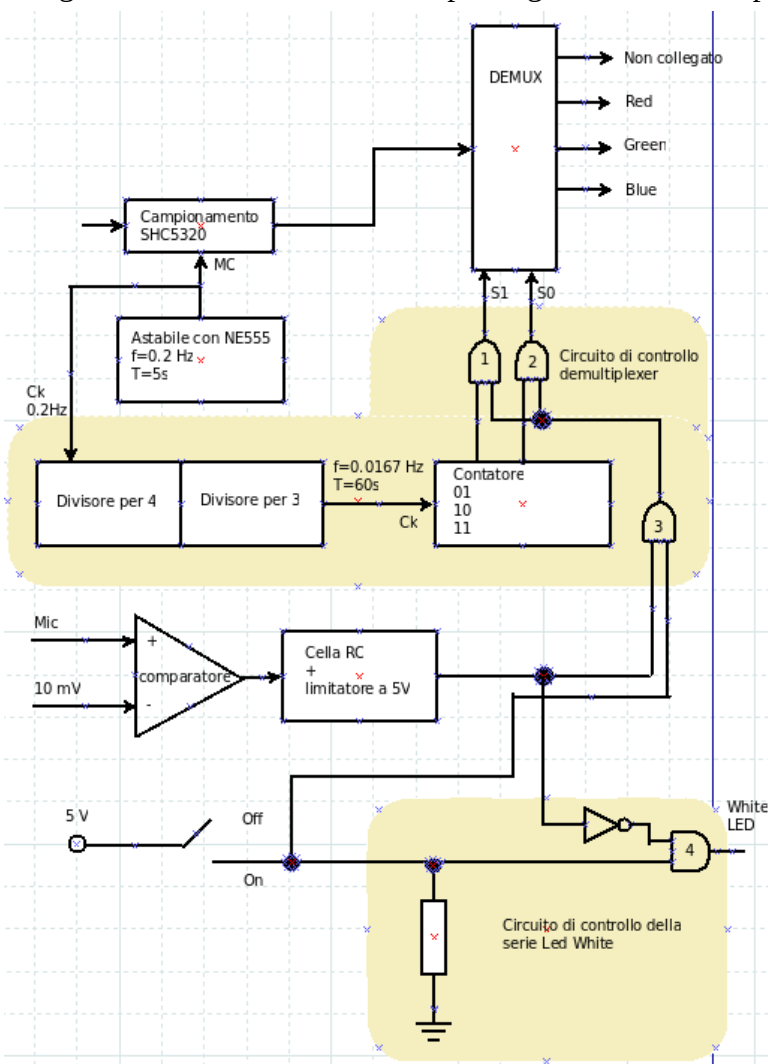 DEMUX
Non collegato
Red
Green
Blue
Campionamento
SHC5320
MC
S1
S0
Astabile con NE555
f=0.2 Hz
T=5s
1
2
Circuito di controllo
demultiplexer
Ck
0.2Hz
Divisore per 4
Divisore per 3
f=0.0167 Hz
T=60s
Ck
Contatore
01
10
11
3
Mic
+
comparatore
10 mV
-
Cella RC
+
limitatore a 5V
5 V
Off
On
White
LED
4
Circuito di controllo della
serie Led White